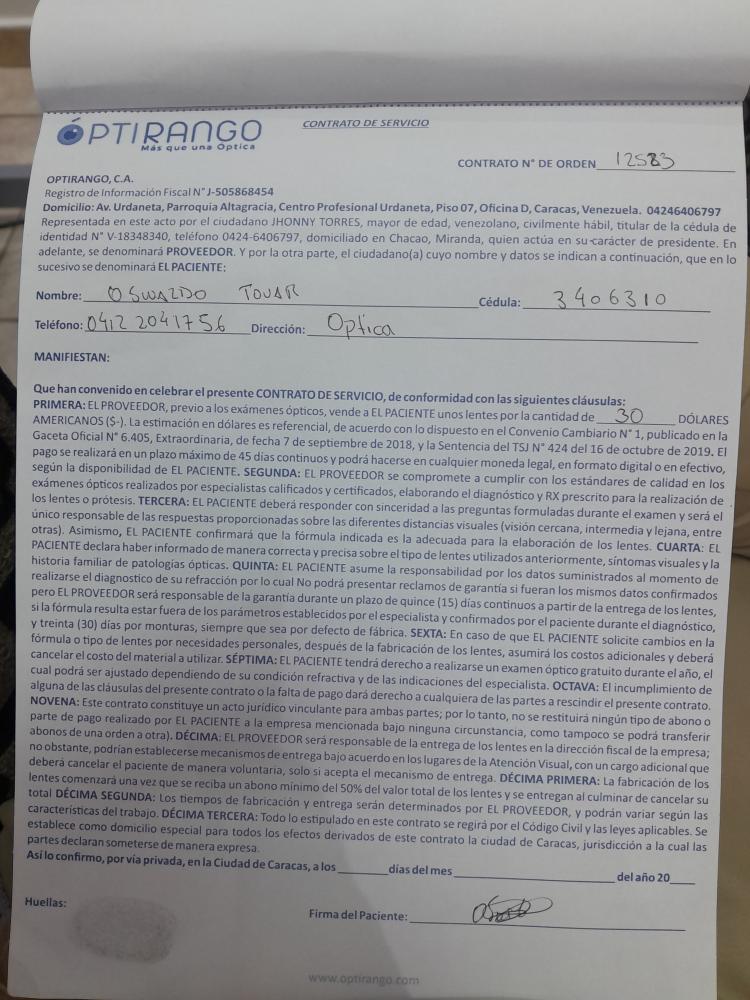 ÓPTIRANGO
Más que una Optica
CONTRATO DE SERVICIO
CONTRATO N° DE ORDEN 12583
OPTIRANGO, C.A.
Registro de Información Fiscal N° J-505868454
Domicilio: Av. Urdaneta, Parroquia Altagracia, Centro Profesional Urdaneta, Piso 07, Oficina D, Caracas, Venezuela. 04246406797
Representada en este acto por el ciudadano JHONNY TORRES, mayor de edad, venezolano, civilmente hábil, titular de la cédula de
identidad N° V-18348340, teléfono 0424-6406797, domiciliado en Chacao, Miranda, quien actúa en su carácter de presidente. En
adelante, se denominará PROVEEDOR. Y por la otra parte, el ciudadano(a) cuyo nombre y datos se indican a continuación, que en lo
sucesivo se denominará EL PACIENTE:
Nombre: OSWALDO TOVAR Cédula: 3406310
Teléfono: 0412 2041756 Dirección: Optica
MANIFIESTAN:
Que han convenido en celebrar el presente CONTRATO DE SERVICIO, de conformidad con las siguientes cláusulas:
PRIMERA: EL PROVEEDOR, previo a los exámenes ópticos, vende a EL PACIENTE unos lentes por la cantidad de 30 DÓLARES
AMERICANOS ($-). La estimación en dólares es referencial, de acuerdo con lo dispuesto en el Convenio Cambiario N° 1, publicado en la
Gaceta Oficial N° 6.405, Extraordinaria, de fecha 7 de septiembre de 2018, y la Sentencia del TSJ N° 424 del 16 de octubre de 2019. El
pago se realizará en un plazo máximo de 45 días continuos y podrá hacerse en cualquier moneda legal, en formato digital o en efectivo,
según la disponibilidad de EL PACIENTE. SEGUNDA: EL PROVEEDOR se compromete a cumplir con los estándares de calidad en los
exámenes ópticos realizados por especialistas calificados y certificados, elaborando el diagnóstico y RX prescrito para la realización de
los lentes o prótesis. TERCERA: EL PACIENTE deberá responder con sinceridad a las preguntas formuladas durante el examen y será el
único responsable de las respuestas proporcionadas sobre las diferentes distancias visuales (visión cercana, intermedia y lejana, entre
otras). Asimismo, EL PACIENTE confirmará que la fórmula indicada es la adecuada para la elaboración de los lentes. CUARTA: EL
PACIENTE declara haber informado de manera correcta y precisa sobre el tipo de lentes utilizados anteriormente, síntomas visuales y la
historia familiar de patologías ópticas. QUINTA: EL PACIENTE asume la responsabilidad por los datos suministrados al momento de
realizarse el diagnostico de su refracción por lo cual No podrá presentar reclamos de garantía si fueran los mismos datos confirmados
pero EL PROVEEDOR será responsable de la garantía durante un plazo de quince (15) días continuos a partir de la entrega de los lentes,
si la fórmula resulta estar fuera de los parámetros establecidos por el especialista y confirmados por el paciente durante el diagnóstico,
y treinta (30) días por monturas, siempre que sea por defecto de fábrica. SEXTA: En caso de que EL PACIENTE solicite cambios en la
fórmula o tipo de lentes por necesidades personales, después de la fabricación de los lentes, asumirá los costos adicionales y deberá
cancelar el costo del material a utilizar. SÉPTIMA: EL PACIENTE tendrá derecho a realizarse un examen óptico gratuito durante el año, el
cual podrá ser ajustado dependiendo de su condición refractiva y de las indicaciones del especialista. OCTAVA: El incumplimiento de
alguna de las cláusulas del presente contrato o la falta de pago dará derecho a cualquiera de las partes a rescindir el presente contrato.
NOVENA: Este contrato constituye un acto jurídico vinculante para ambas partes; por lo tanto, no se restituirá ningún tipo de abono o
parte de pago realizado por EL PACIENTE a la empresa mencionada bajo ninguna circunstancia, como tampoco se podrá transferir
abonos de una orden a otra). DÉCIMA: EL PROVEEDOR será responsable de la entrega de los lentes en la dirección fiscal de la empresa;
no obstante, podrían establecerse mecanismos de entrega bajo acuerdo en los lugares de la Atención Visual, con un cargo adicional que
deberá cancelar el paciente de manera voluntaria, solo si acepta el mecanismo de entrega. DÉCIMA PRIMERA: La fabricación de los
lentes comenzará una vez que se reciba un abono mínimo del 50% del valor total de los lentes y se entregan al culminar de cancelar su
total DÉCIMA SEGUNDA: Los tiempos de fabricación y entrega serán determinados por EL PROVEEDOR, y podrán variar según las
características del trabajo. DÉCIMA TERCERA: Todo lo estipulado en este contrato se regirá por el Código Civil y las leyes aplicables. Se
establece como domicilio especial para todos los efectos derivados de este contrato la ciudad de Caracas, jurisdicción a la cual las
partes declaran someterse de manera expresa.
Así lo confirmo, por vía privada, en la Ciudad de Caracas, a los ______ días del mes ______ del año 20___
Huellas:
Firma del Paciente:
www.optirango.com